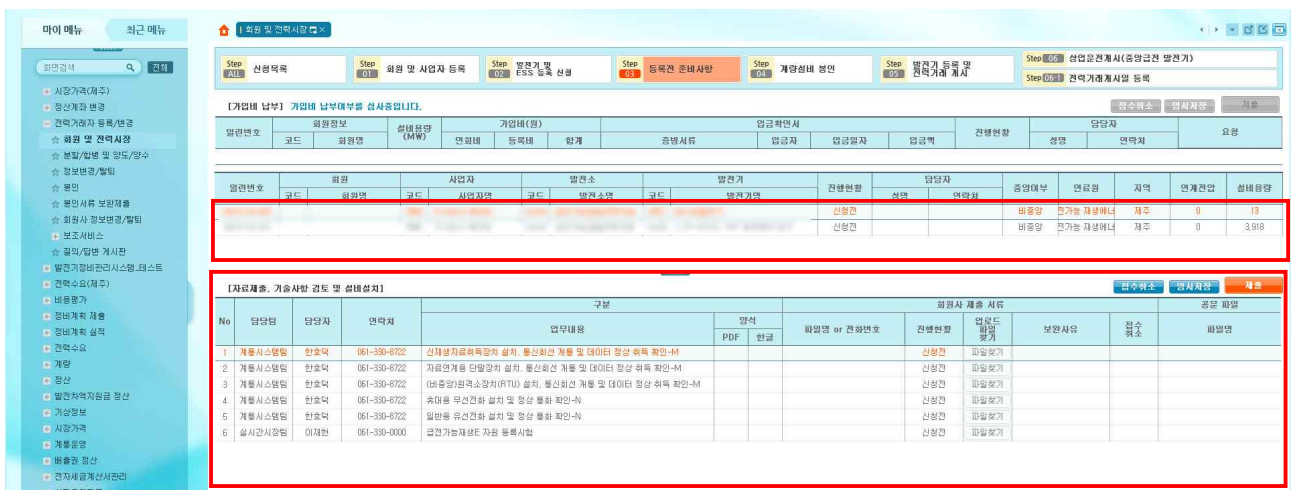 마이 메뉴 최근 메뉴
회원 및 전력시장
화면검색 전체
Step ALL 신청목록
Step 01 회원 및 사업자 등록
Step 02 발전기 및 ESS 등록 신청
Step 03 등록전 준비사항
Step 04 계량설비 봉인
Step 05 발전기 등록 및 전력거래 개시
Step 06 상업운전개시(중앙급전 발전기)
Step 06-1 전력거래개시일 등록
시장가격(제주)
정산계좌 변경
전력거래자 등록/변경
회원 및 전력시장
분할/합병 및 양도/양수
정보변경/탈퇴
봉인
봉인서류 보완제출
회원사 정보변경/탈퇴
보조서비스
질의/답변 게시판
발전기정비관리시스템_테스트
전력수요(제주)
비용평가
정비계획 제출
정비계획 실적
전력수요
계량
정산
발전차액지원금 정산
기상정보
시장가격
계통운영
배출권 정산
전자세금계산서관리
[가입비 납부] 가입비 납부여부를 심사중입니다.
접수취소 임시저장 제출
일련번호 회원정보 설비용량(MW) 가입비(원) 입금확인서 진행현황 담당자 요청
코드 회원명 연회비 등록비 합계 증빙서류 입금자 입금일자 입금액 성명 연락처
일련번호 회원 사업자 발전소 발전기 진행현황 담당자 중앙여부 연료원 지역 연계전압 설비용량
코드 회원명 코드 사업자명 코드 발전소명 코드 발전기명 성명 연락처
신청전 비중앙 전가능 재생에너 제주 0 13
신청전 비중앙 전가능 재생에너 제주 0 3,918
[자료제출, 기술사항 검토 및 설비설치]
접수취소 임시저장 제출
구분 회원사 제출 서류 공문 파일
No 담당팀 담당자 연락처 업무내용 양식 파일명 or 전화번호 진행현황 업로드 파일 찾기 보완사유 접수 취소 파일명
PDF 한글
1 계통시스템팀 한효덕 061-330-8722 신재생자료취득장치 설치, 통신회선 개통 및 데이터 정상 취득 확인-M 신청전 파일찾기
2 계통시스템팀 한효덕 061-330-8722 자료연계용 단말장치 설치, 통신회선 개통 및 데이터 정상 취득 확인-M 신청전 파일찾기
3 계통시스템팀 한효덕 061-330-8722 (비중앙)원격소장치(RTU) 설치, 통신회선 개통 및 데이터 정상 취득 확인-M 신청전 파일찾기
4 계통시스템팀 한효덕 061-330-8722 휴대용 무선전화 설치 및 정상 통화 확인-N 신청전 파일찾기
5 계통시스템팀 한효덕 061-330-8722 일반용 유선전화 설치 및 정상 통화 확인-N 신청전 파일찾기
6 실시간시장팀 이재헌 061-330-0000 급전가능재생E 자원 등록시험 신청전 파일찾기